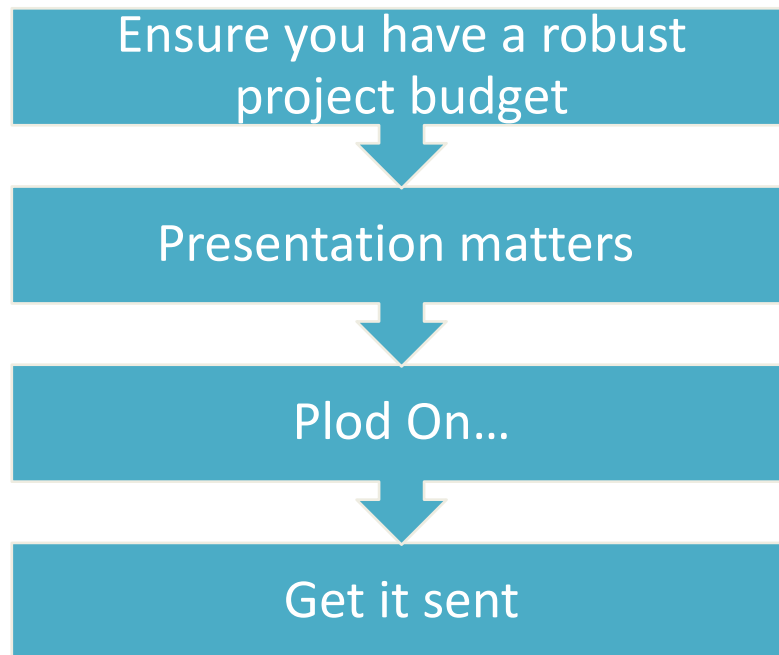 Ensure you have a robust
project budget
Presentation matters
Plod On…
Get it sent